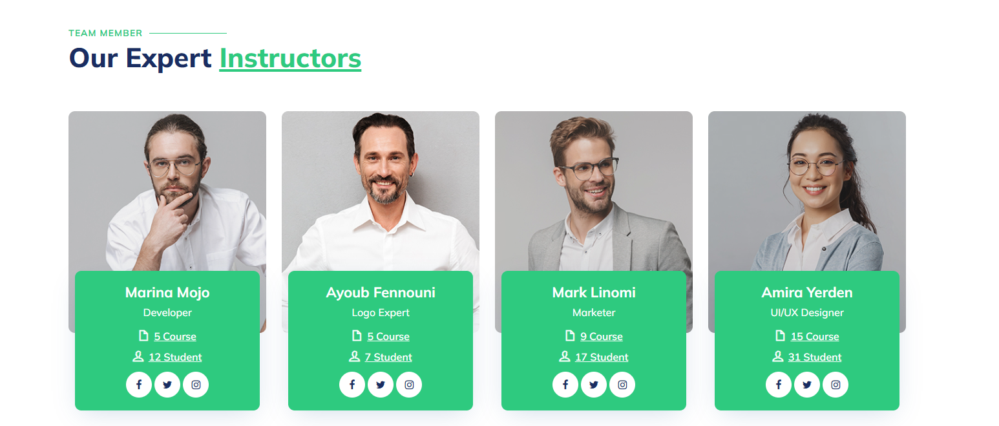 TEAM MEMBER
Our Expert Instructors
Marina Mojo
Developer
5 Course
12 Student
Ayoub Fennouni
Logo Expert
5 Course
7 Student
Mark Linomi
Marketer
9 Course
17 Student
Amira Yerden
UI/UX Designer
15 Course
31 Student